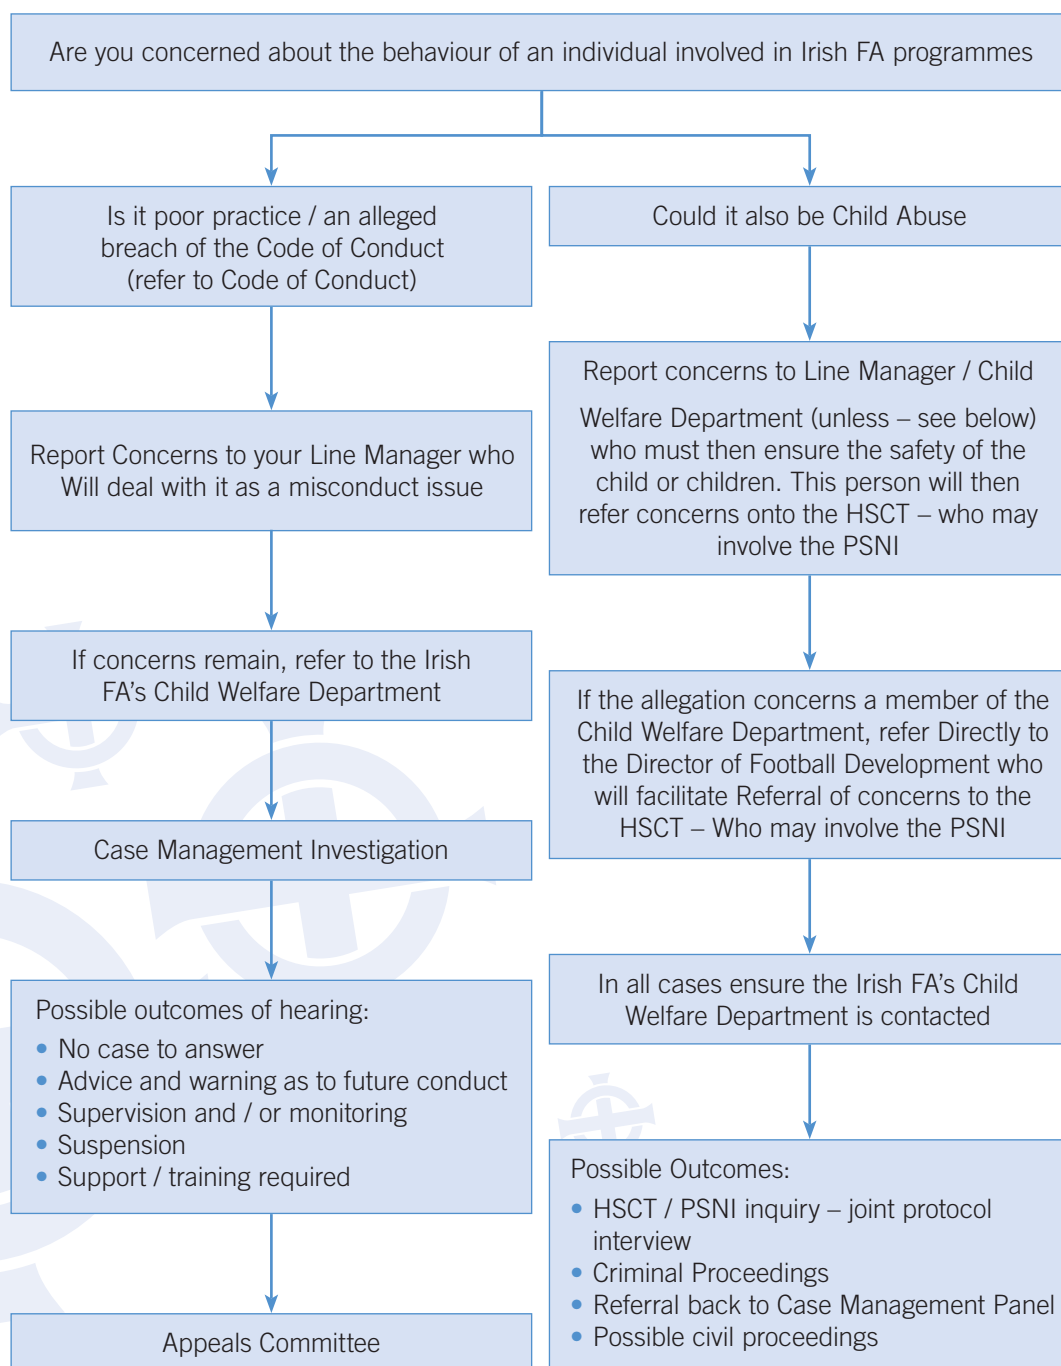 Are you concerned about the behaviour of an individual involved in Irish FA programmes
Is it poor practice / an alleged
breach of the Code of Conduct
(refer to Code of Conduct)
Report Concerns to your Line Manager who
Will deal with it as a misconduct issue
If concerns remain, refer to the Irish
FA's Child Welfare Department
Case Management Investigation
Possible outcomes of hearing:
• No case to answer
• Advice and warning as to future conduct
• Supervision and / or monitoring
• Suspension
• Support / training required
Appeals Committee
Could it also be Child Abuse
Report concerns to Line Manager / Child
Welfare Department (unless – see below)
who must then ensure the safety of the
child or children. This person will then
refer concerns onto the HSCT – who may
involve the PSNI
If the allegation concerns a member of the
Child Welfare Department, refer Directly to
the Director of Football Development who
will facilitate Referral of concerns to the
HSCT – Who may involve the PSNI
In all cases ensure the Irish FA's Child
Welfare Department is contacted
Possible Outcomes:
• HSCT / PSNI inquiry – joint protocol
interview
• Criminal Proceedings
• Referral back to Case Management Panel
• Possible civil proceedings